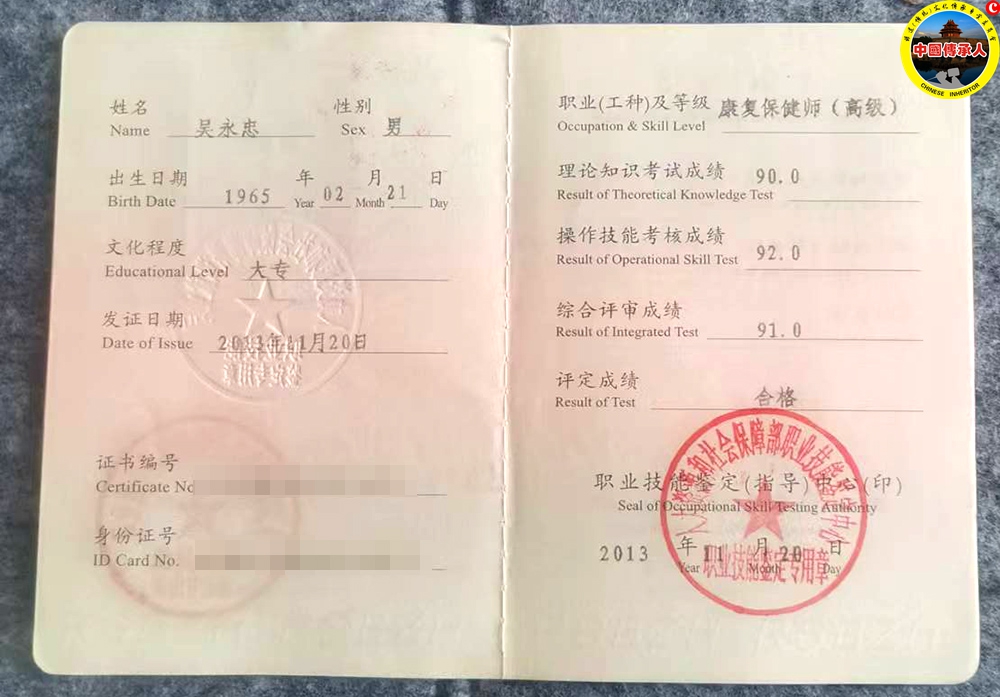 姓名 性别
Name 吴永忠 Sex 男
出生日期 年 月 日
Birth Date 1965 Year 02 Month 21 Day
文化程度
Educational Level 大专
发证日期
Date of Issue 2013年11月20日
证书编号
Certificate No
身份证号
ID Card No.
职业(工种)及等级 康复保健师（高级）
Occupation & Skill Level
理论知识考试成绩 90.0
Result of Theoretical Knowledge Test
操作技能考核成绩 92.0
Result of Operational Skill Test
综合评审成绩 91.0
Result of Integrated Test
评定成绩
Result of Test 合格
职业技能鉴定(指导)中心(印)
Seal of Occupational Skill Testing Authority
2013 年 11 月 20 日
Year Month Day
职业技能鉴定专用章
中國傳承人
CHINESE INHERITOR
C